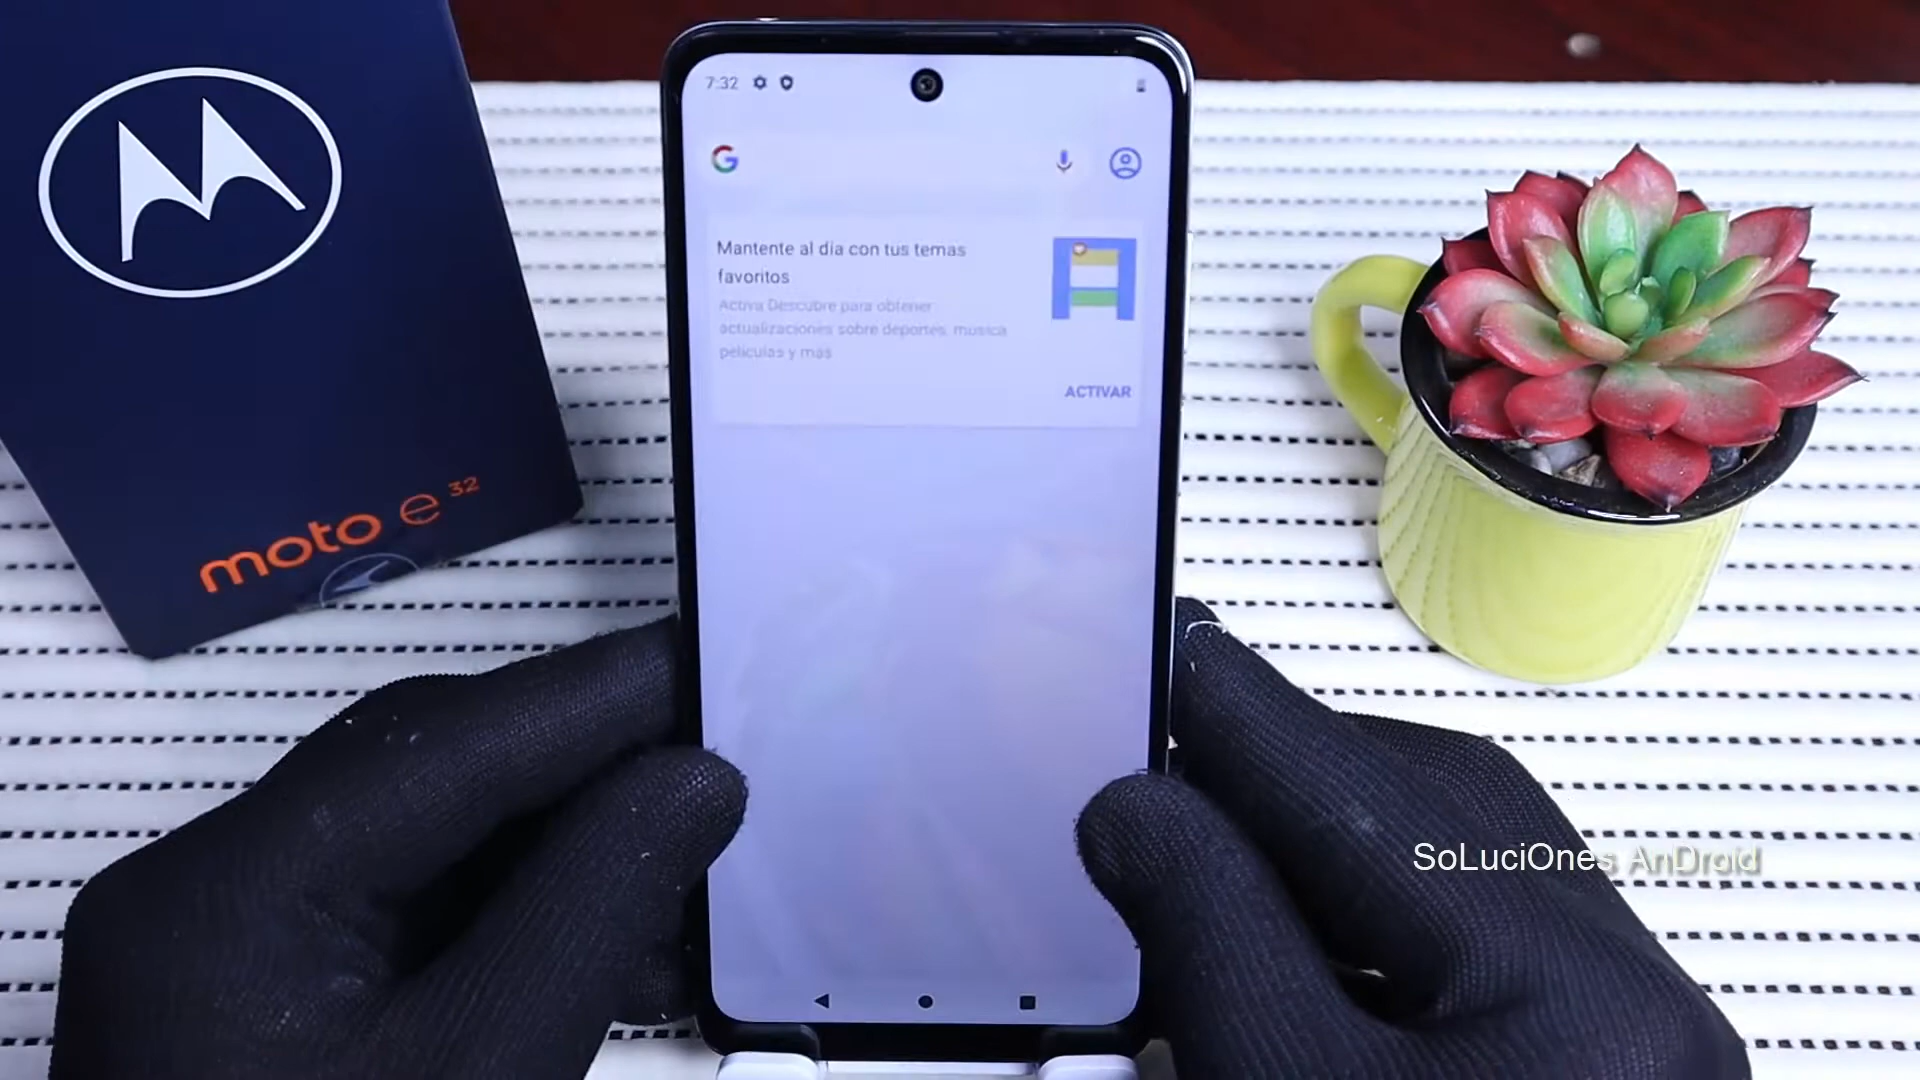 7:32
Mantente al día con tus temas
favoritos
Activa Descubre para obtener
actualizaciones sobre deportes, música
películas y más
ACTIVAR
moto e32
SoLuciOnes AnDroid